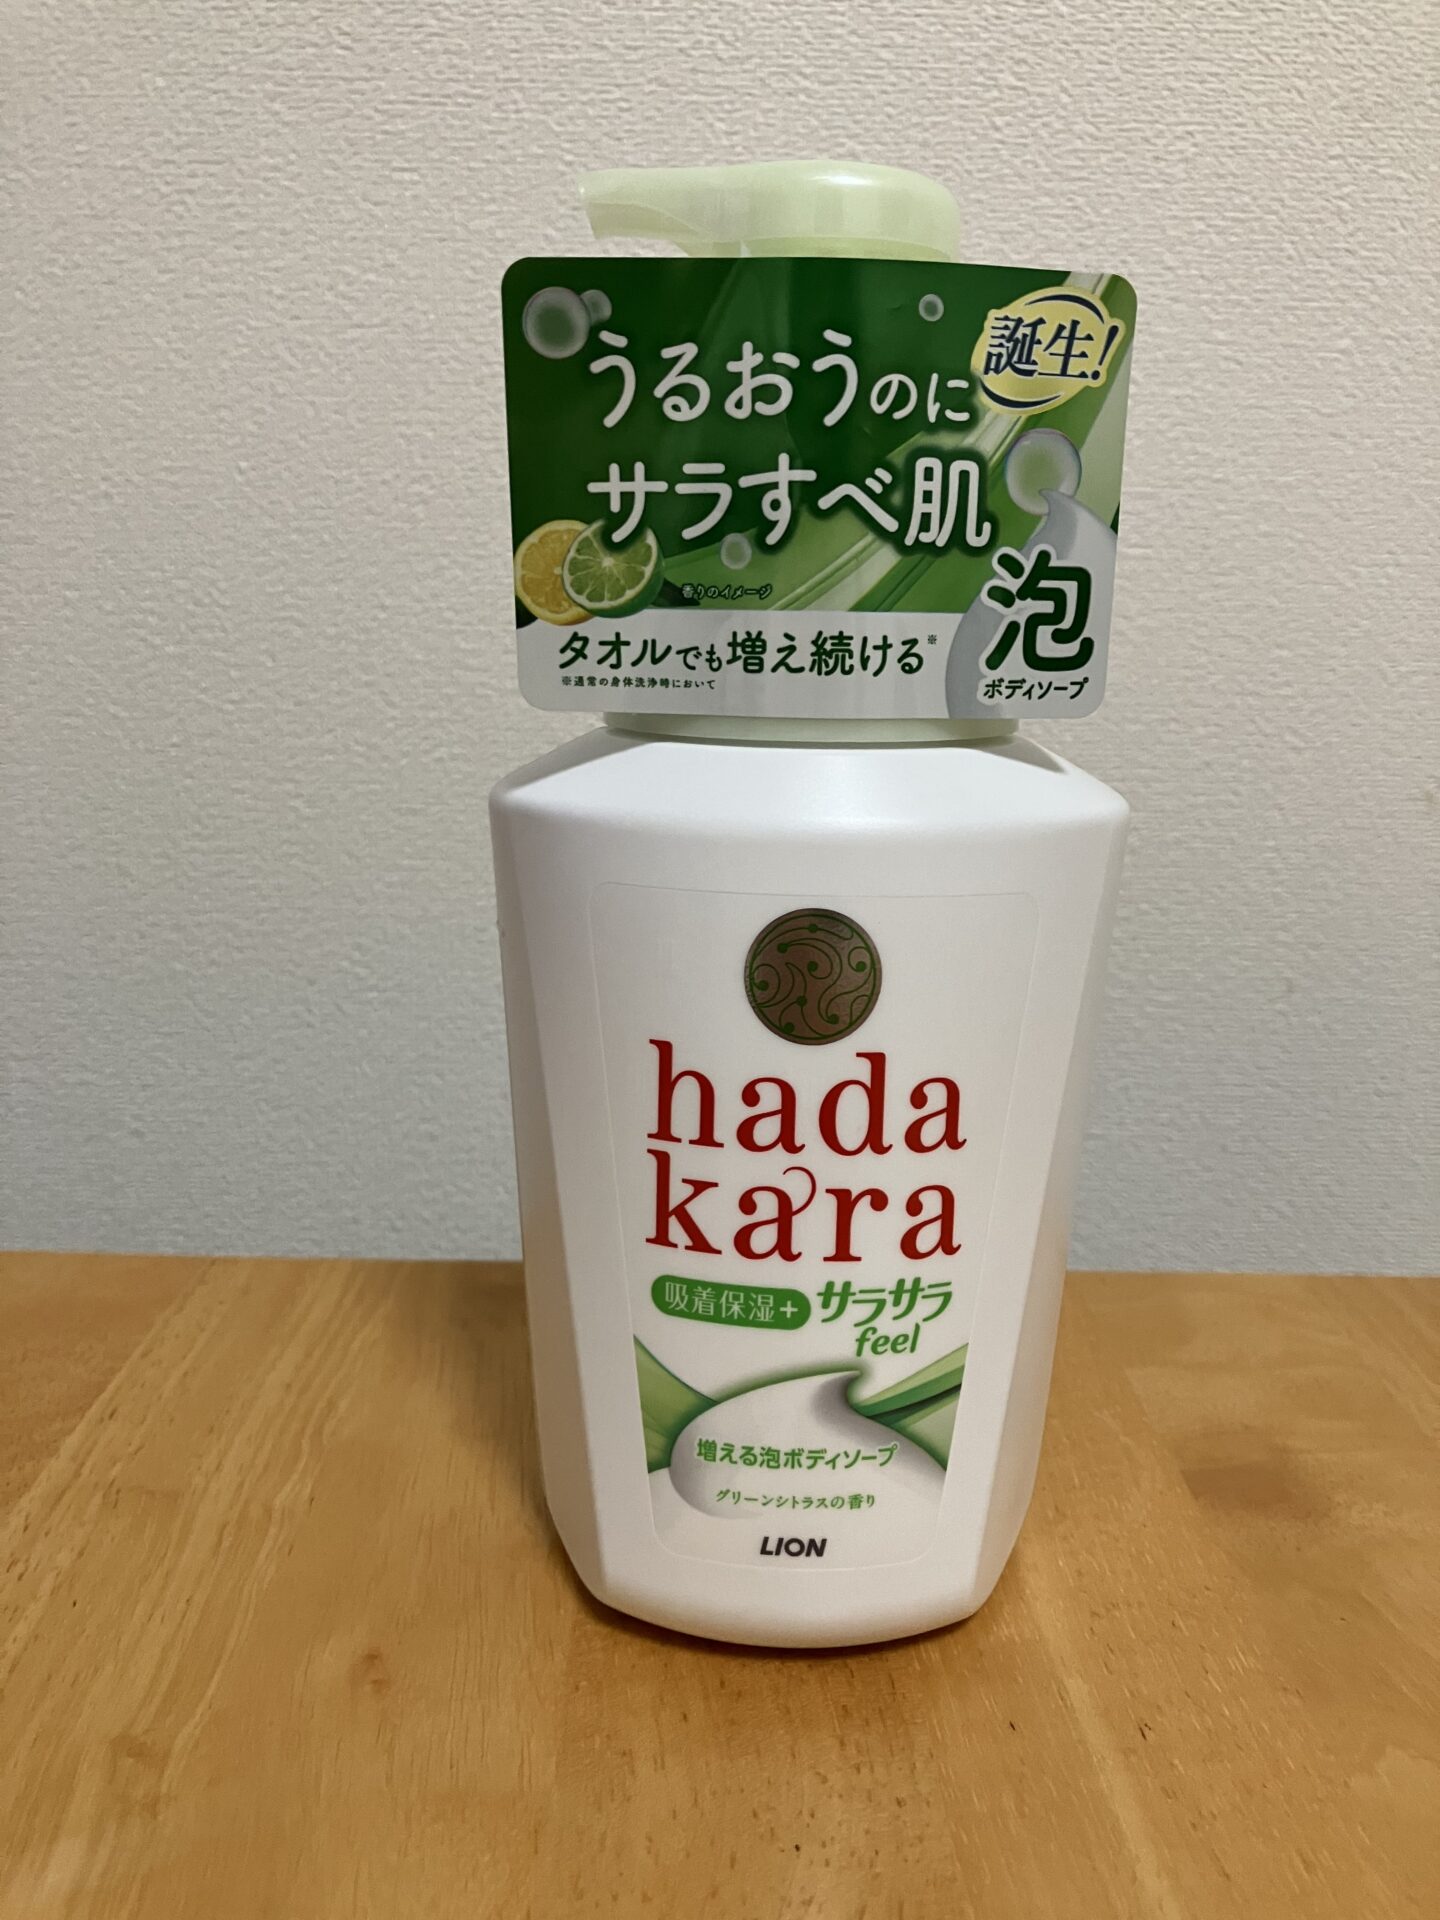 うるおうのに
誕生!
サラすべ肌
香りのイメージ
タオルでも増え続ける※
※通常の身体洗浄時において
泡
ボディソープ
hada
kara
吸着保湿+ サラサラ
feel
増える泡ボディソープ
グリーンシトラスの香り
LION